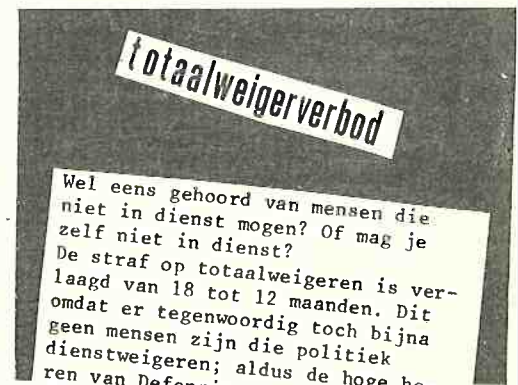 totaalweigerverbod
Wel eens gehoord van mensen die
niet in dienst mogen? Of mag je
zelf niet in dienst?
De straf op totaalweigeren is ver-
laagd van 18 tot 12 maanden. Dit
omdat er tegenwoordig toch bijna
geen mensen zijn die politiek
dienstweigeren; aldus de hoge he-
ren van